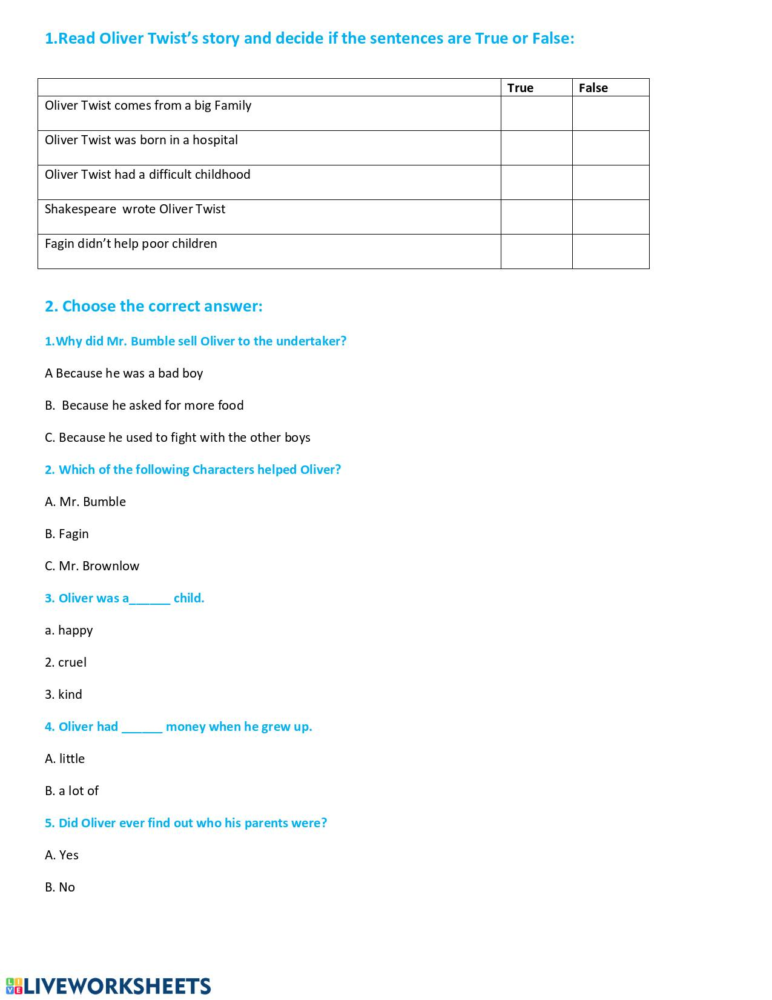 1.Read Oliver Twist’s story and decide if the sentences are True or False:
True False
Oliver Twist comes from a big Family
Oliver Twist was born in a hospital
Oliver Twist had a difficult childhood
Shakespeare  wrote Oliver Twist
Fagin didn’t help poor children
2. Choose the correct answer:
1.Why did Mr. Bumble sell Oliver to the undertaker?
A Because he was a bad boy
B.  Because he asked for more food
C. Because he used to fight with the other boys
2. Which of the following Characters helped Oliver?
A. Mr. Bumble
B. Fagin
C. Mr. Brownlow
3. Oliver was a______ child.
a. happy
2. cruel
3. kind
4. Oliver had ______ money when he grew up.
A. little
B. a lot of
5. Did Oliver ever find out who his parents were?
A. Yes
B. No
LIVE LIVEWORKSHEETS